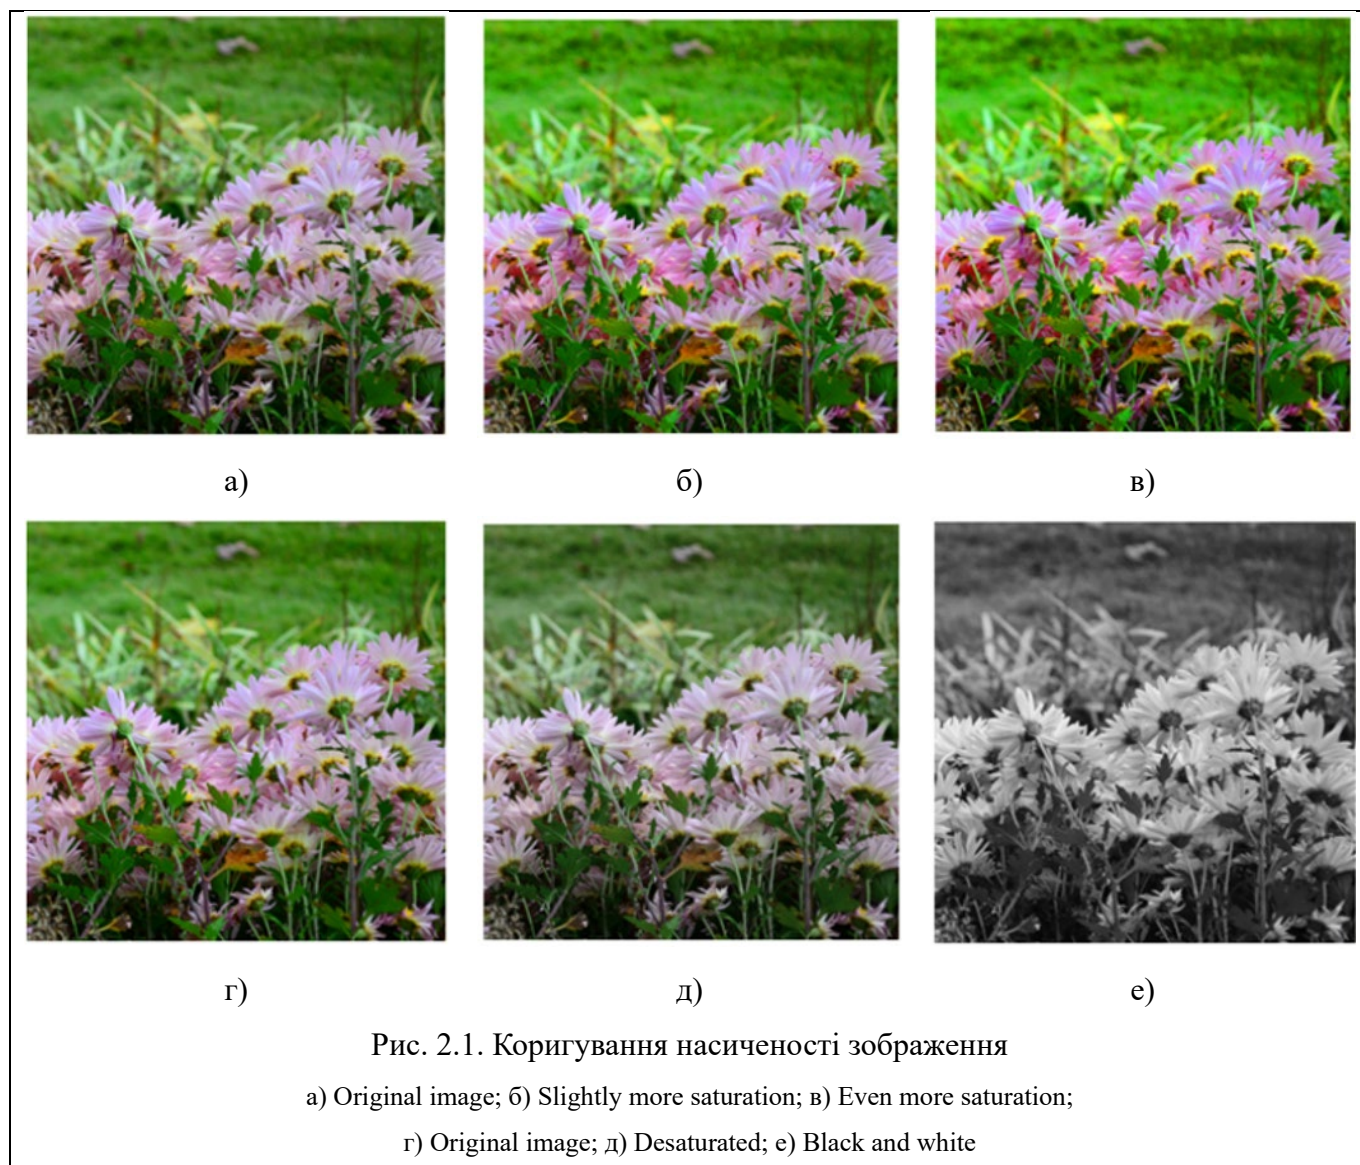 а)
б)
в)
г)
д)
е)
Рис. 2.1. Коригування насиченості зображення
а) Original image; б) Slightly more saturation; в) Even more saturation;
г) Original image; д) Desaturated; е) Black and white